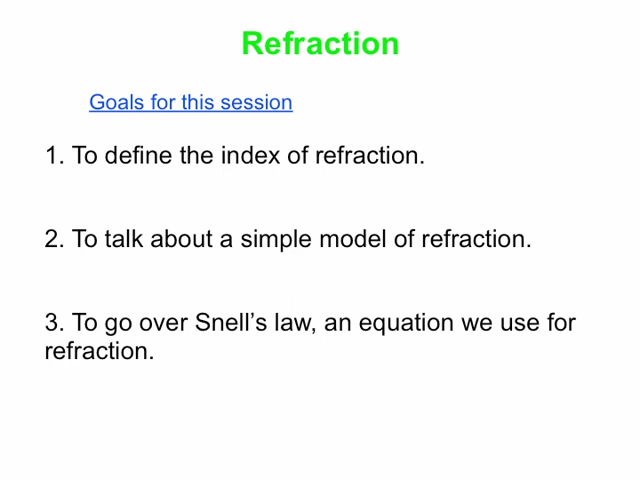 Refraction
Goals for this session
1. To define the index of refraction.
2. To talk about a simple model of refraction.
3. To go over Snell’s law, an equation we use for
refraction.